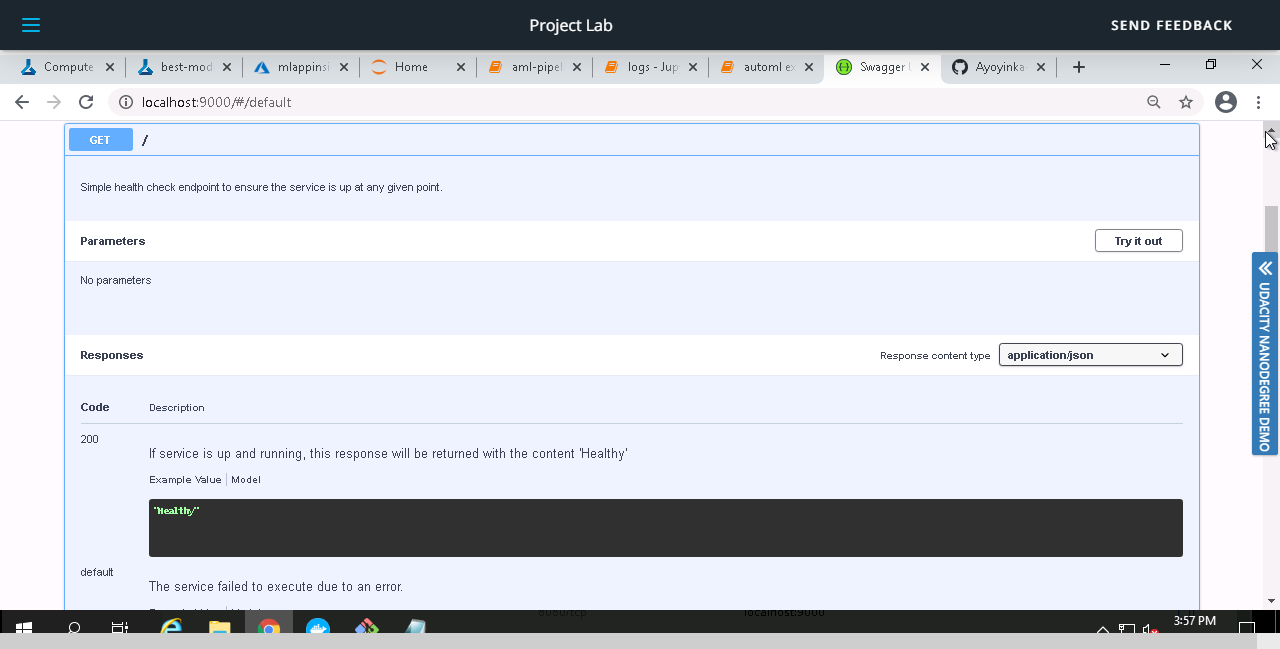 Project Lab
SEND FEEDBACK
Compute
best-mod
mlappinsi
Home
aml-pipel
logs - Jup
automl ex
Swagger
Ayoyinka
localhost:9000/#/default
GET /
Simple health check endpoint to ensure the service is up at any given point.
Parameters
Try it out
No parameters
Responses
Response content type
application/json
Code
Description
200
If service is up and running, this response will be returned with the content 'Healthy'
Example Value
Model
"Healthy"
default
The service failed to execute due to an error.
localhost:9000
UDACITY NANODEGREE DEMO
3:57 PM